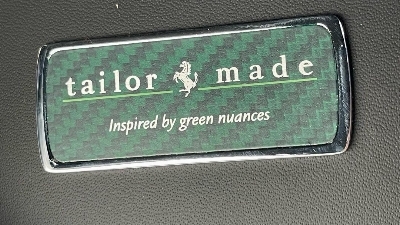 tailor made
Inspired by green nuances